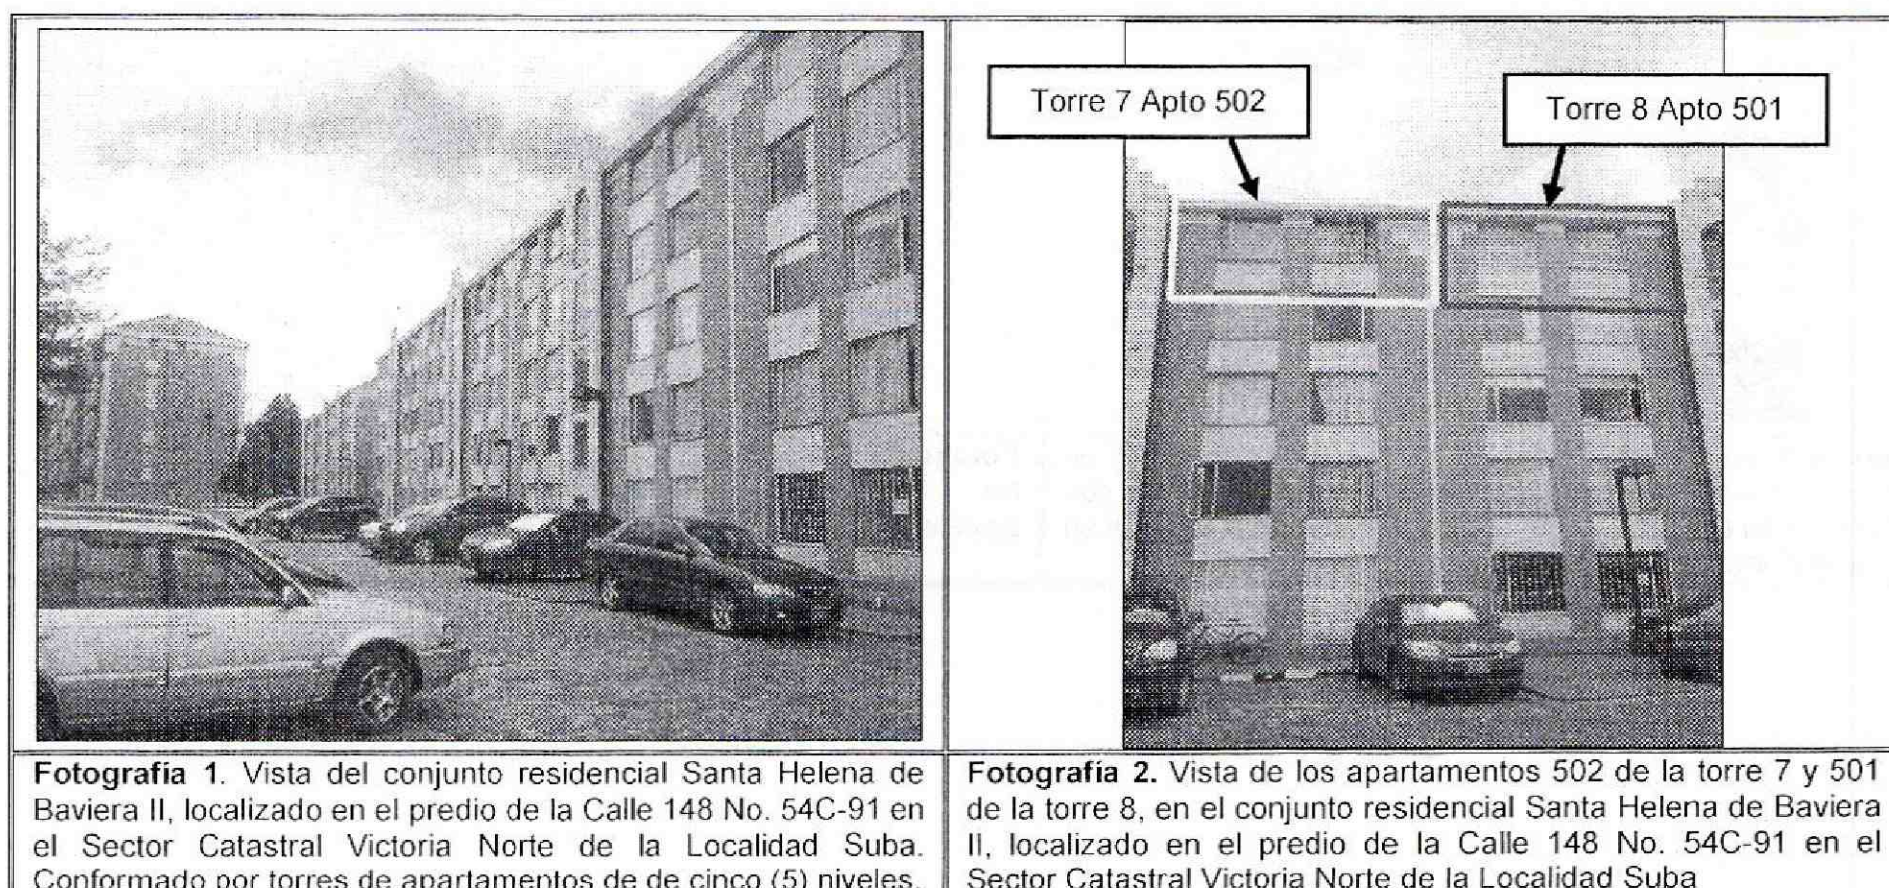 Torre 7 Apto 502
Torre 8 Apto 501
Fotografía 1. Vista del conjunto residencial Santa Helena de
Baviera II, localizado en el predio de la Calle 148 No. 54C-91 en
el Sector Catastral Victoria Norte de la Localidad Suba.
Conformado por torres de apartamentos de de cinco (5) niveles..
Fotografía 2. Vista de los apartamentos 502 de la torre 7 y 501
de la torre 8, en el conjunto residencial Santa Helena de Baviera
II, localizado en el predio de la Calle 148 No. 54C-91 en el
Sector Catastral Victoria Norte de la Localidad Suba